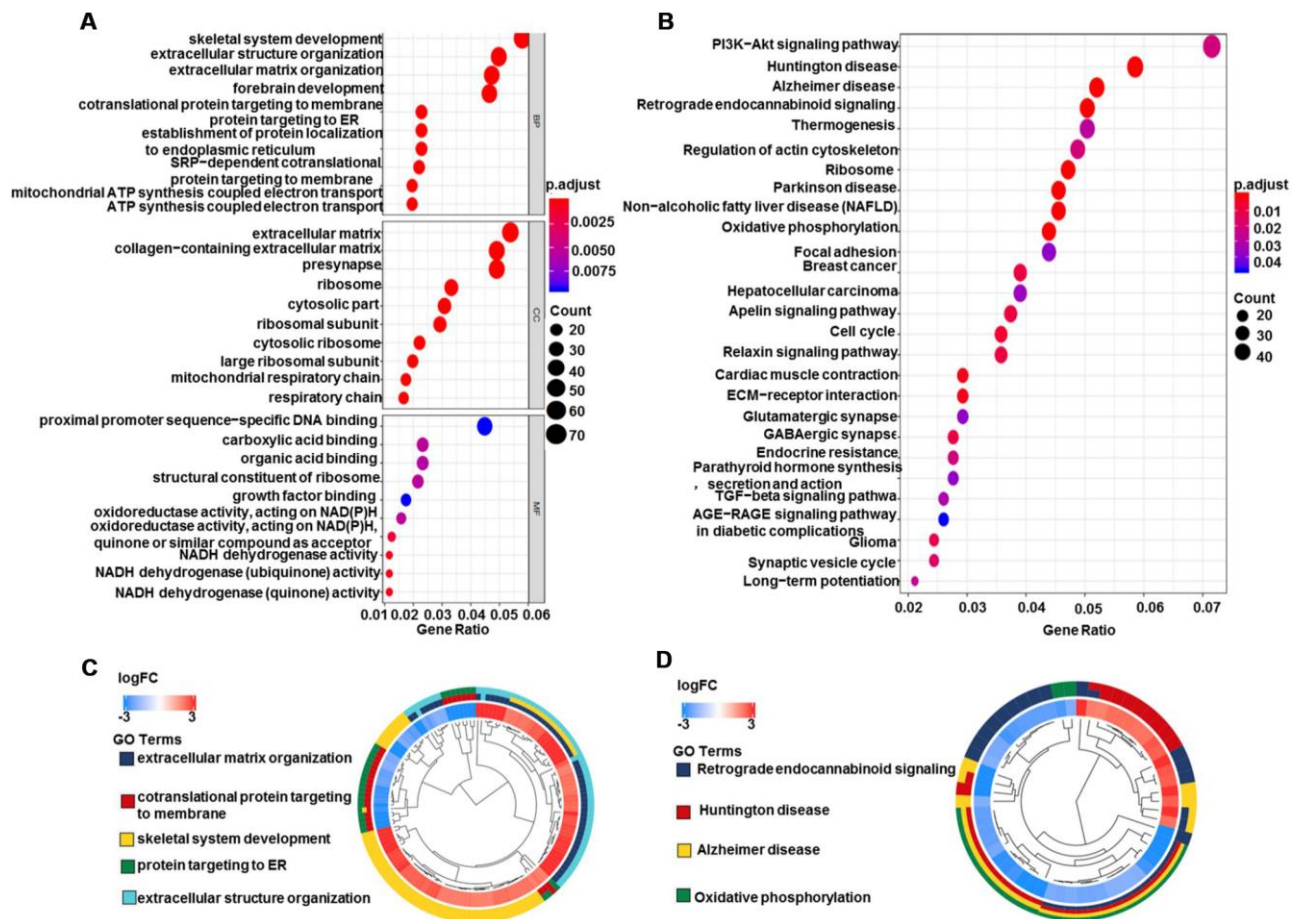 A
skeletal system development
extracellular structure organization
extracellular matrix organization
forebrain development
cotranslational protein targeting to membrane
protein targeting to ER
establishment of protein localization
to endoplasmic reticulum
SRP-dependent cotranslational
protein targeting to membrane
mitochondrial ATP synthesis coupled electron transport
ATP synthesis coupled electron transport
BP
extracellular matrix
collagen-containing extracellular matrix
presynapse
ribosome
cytosolic part
ribosomal subunit
cytosolic ribosome
large ribosomal subunit
mitochondrial respiratory chain
respiratory chain
CC
proximal promoter sequence-specific DNA binding
carboxylic acid binding
organic acid binding
structural constituent of ribosome
growth factor binding
oxidoreductase activity, acting on NAD(P)H
oxidoreductase activity, acting on NAD(P)H,
quinone or similar compound as acceptor
NADH dehydrogenase activity
NADH dehydrogenase (ubiquinone) activity
NADH dehydrogenase (quinone) activity
MF
0.01 0.02 0.03 0.04 0.05 0.06
Gene Ratio
p.adjust
0.0025
0.0050
0.0075
Count
20
30
40
50
60
70
B
PI3K-Akt signaling pathway
Huntington disease
Alzheimer disease
Retrograde endocannabinoid signaling
Thermogenesis
Regulation of actin cytoskeleton
Ribosome
Parkinson disease
Non-alcoholic fatty liver disease (NAFLD)
Oxidative phosphorylation
Focal adhesion
Breast cancer
Hepatocellular carcinoma
Apelin signaling pathway
Cell cycle
Relaxin signaling pathway
Cardiac muscle contraction
ECM-receptor interaction
Glutamatergic synapse
GABAergic synapse
Endocrine resistance
Parathyroid hormone synthesis
, secretion and action
TGF-beta signaling pathwa
AGE-RAGE signaling pathway
in diabetic complications
Glioma
Synaptic vesicle cycle
Long-term potentiation
0.02 0.03 0.04 0.05 0.06 0.07
Gene Ratio
p.adjust
0.01
0.02
0.03
0.04
Count
20
30
40
C
logFC
-3 3
GO Terms
extracellular matrix organization
cotranslational protein targeting
to membrane
skeletal system development
protein targeting to ER
extracellular structure organization
D
logFC
-3 3
GO Terms
Retrograde endocannabinoid signaling
Huntington disease
Alzheimer disease
Oxidative phosphorylation